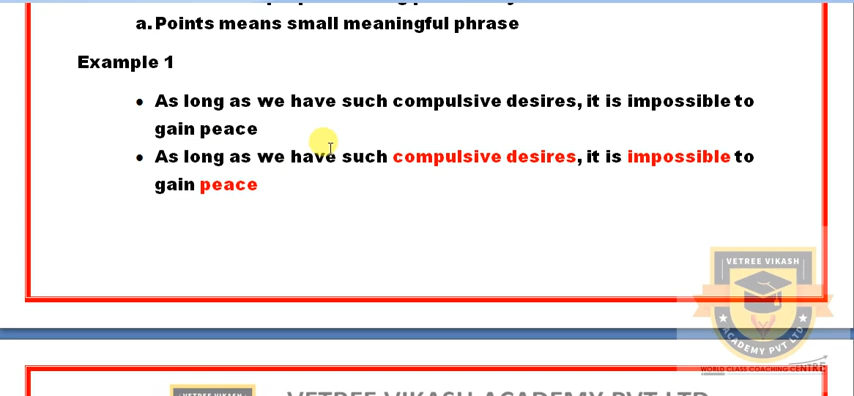 a. Points means small meaningful phrase
Example 1
• As long as we have such compulsive desires, it is impossible to
gain peace
• As long as we have such compulsive desires, it is impossible to
gain peace
VETREE VIKASH
ACADEMY PVT LTD
WORLD CLASS COACHING CENTRE
VETREE VIKASH ACADEMY PVT LTD